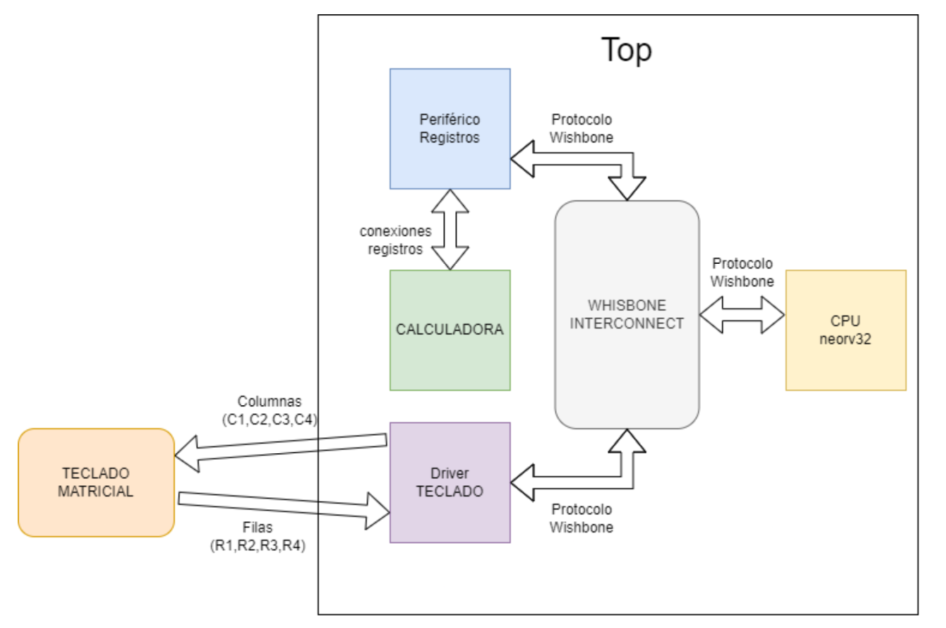 Top
Periférico
Registros
Protocolo
Wishbone
conexiones
registros
Protocolo
Wishbone
WHISBONE
INTERCONNECT
CPU
neorv32
CALCULADORA
Columnas
(C1,C2,C3,C4)
TECLADO
MATRICIAL
Driver
TECLADO
Filas
(R1,R2,R3,R4)
Protocolo
Wishbone